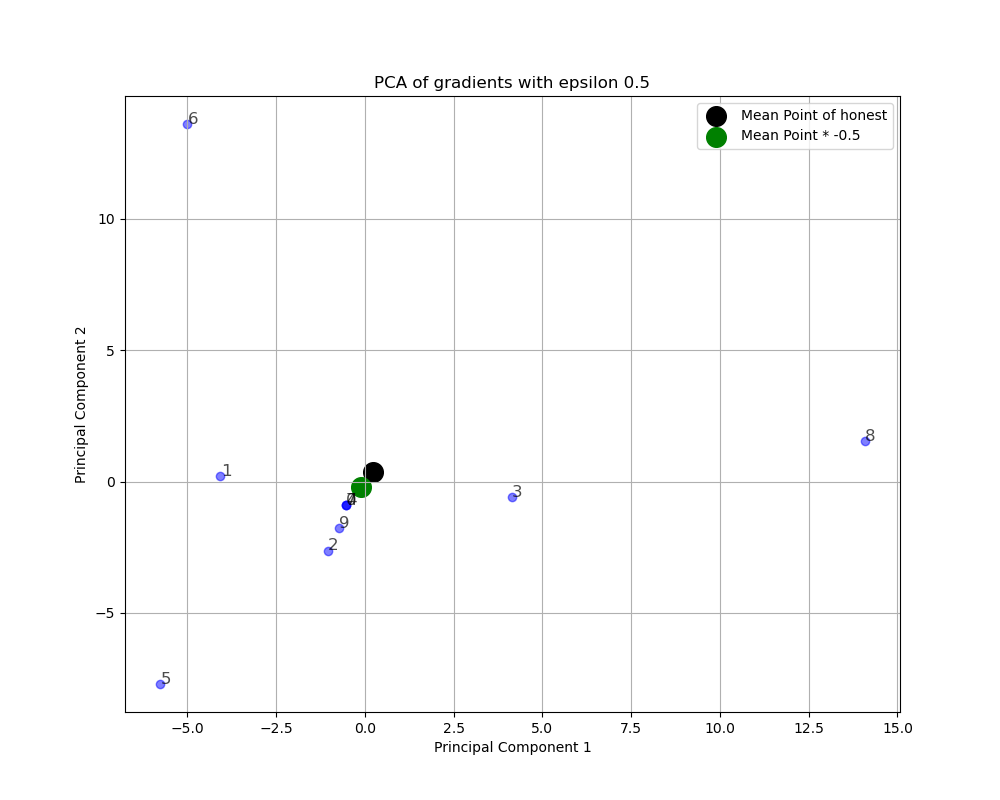 PCA of gradients with epsilon 0.5
Mean Point of honest
Mean Point * -0.5
6
10
5
8
1
0
3
9
2
−5
5
−5.0 −2.5 0.0 2.5 5.0 7.5 10.0 12.5 15.0
Principal Component 1
Principal Component 2